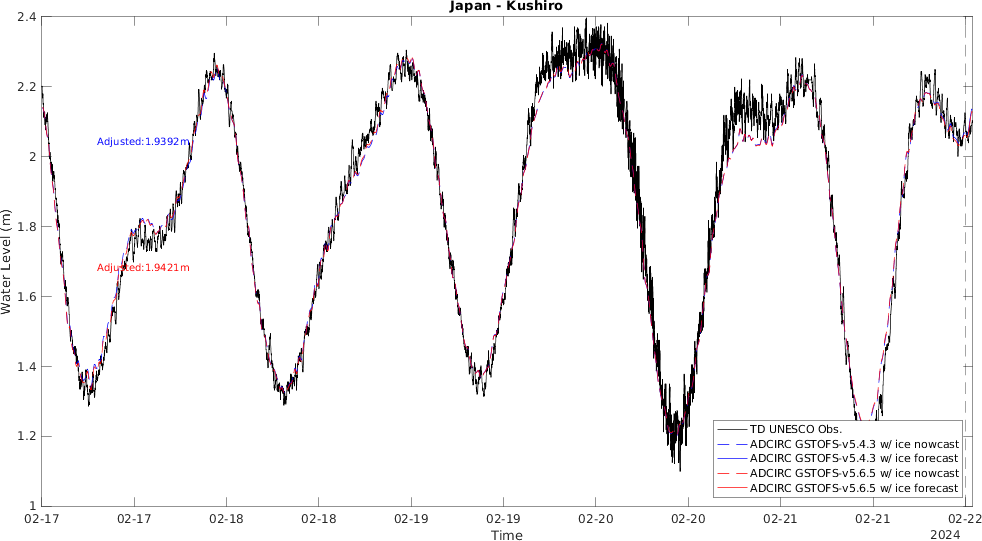 Japan - Kushiro
2.4
2.2
2
1.8
1.6
1.4
1.2
1
Water Level (m)
Adjusted:1.9392m
Adjusted:1.9421m
TD UNESCO Obs.
ADCIRC GSTOFS-v5.4.3 w/ ice nowcast
ADCIRC GSTOFS-v5.4.3 w/ ice forecast
ADCIRC GSTOFS-v5.6.5 w/ ice nowcast
ADCIRC GSTOFS-v5.6.5 w/ ice forecast
02-17 02-17 02-18 02-18 02-19 02-19 02-20 02-20 02-21 02-21 02-22
Time 2024